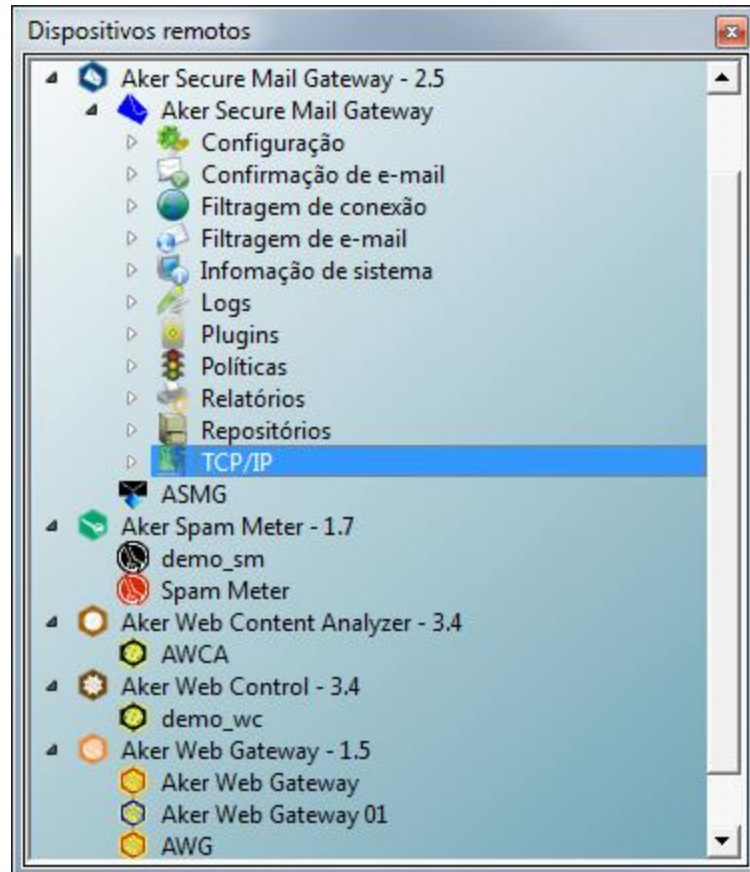 Dispositivos remotos
Aker Secure Mail Gateway - 2.5
Aker Secure Mail Gateway
Configuração
Confirmação de e-mail
Filtragem de conexão
Filtragem de e-mail
Infomação de sistema
Logs
Plugins
Políticas
Relatórios
Repositórios
TCP/IP
ASMG
Aker Spam Meter - 1.7
demo_sm
Spam Meter
Aker Web Content Analyzer - 3.4
AWCA
Aker Web Control - 3.4
demo_wc
Aker Web Gateway - 1.5
Aker Web Gateway
Aker Web Gateway 01
AWG